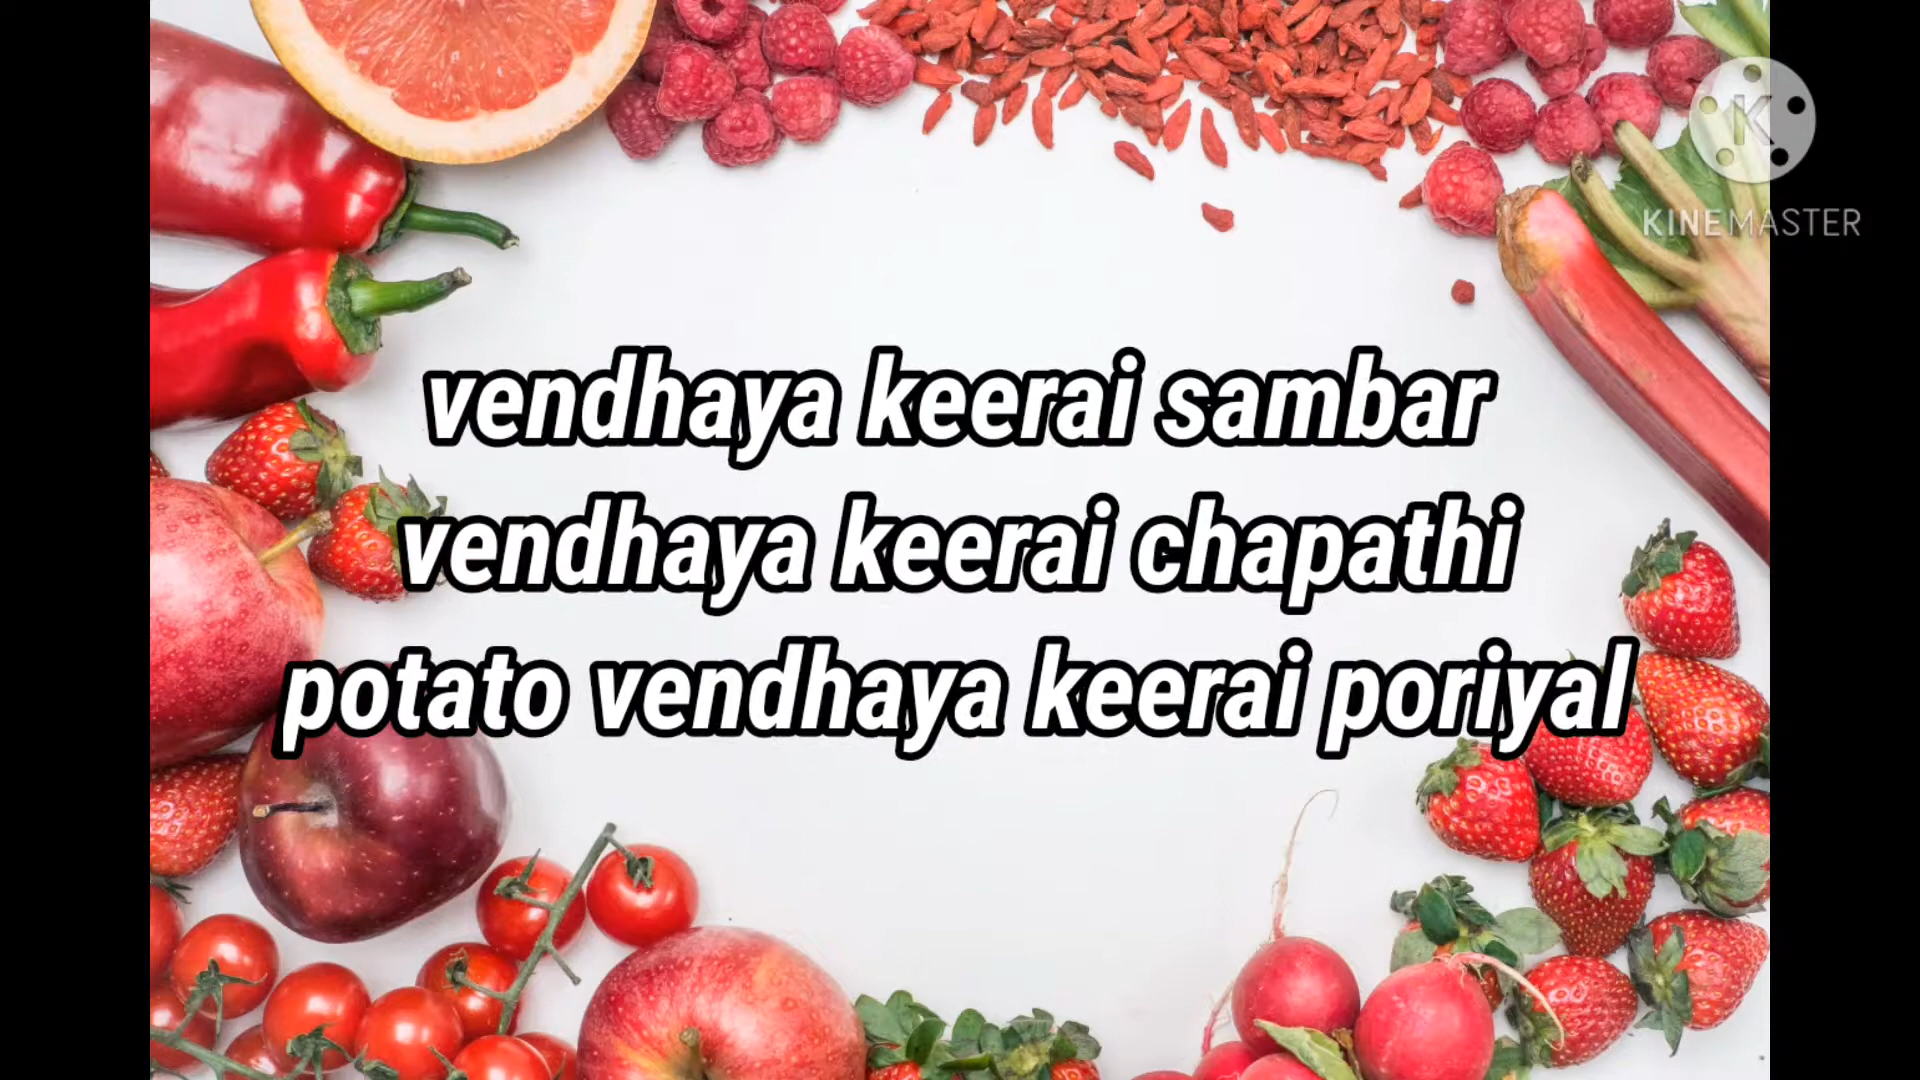 K
KINEMASTER
vendhaya keerai sambar
vendhaya keerai chapathi
potato vendhaya keerai poriyal